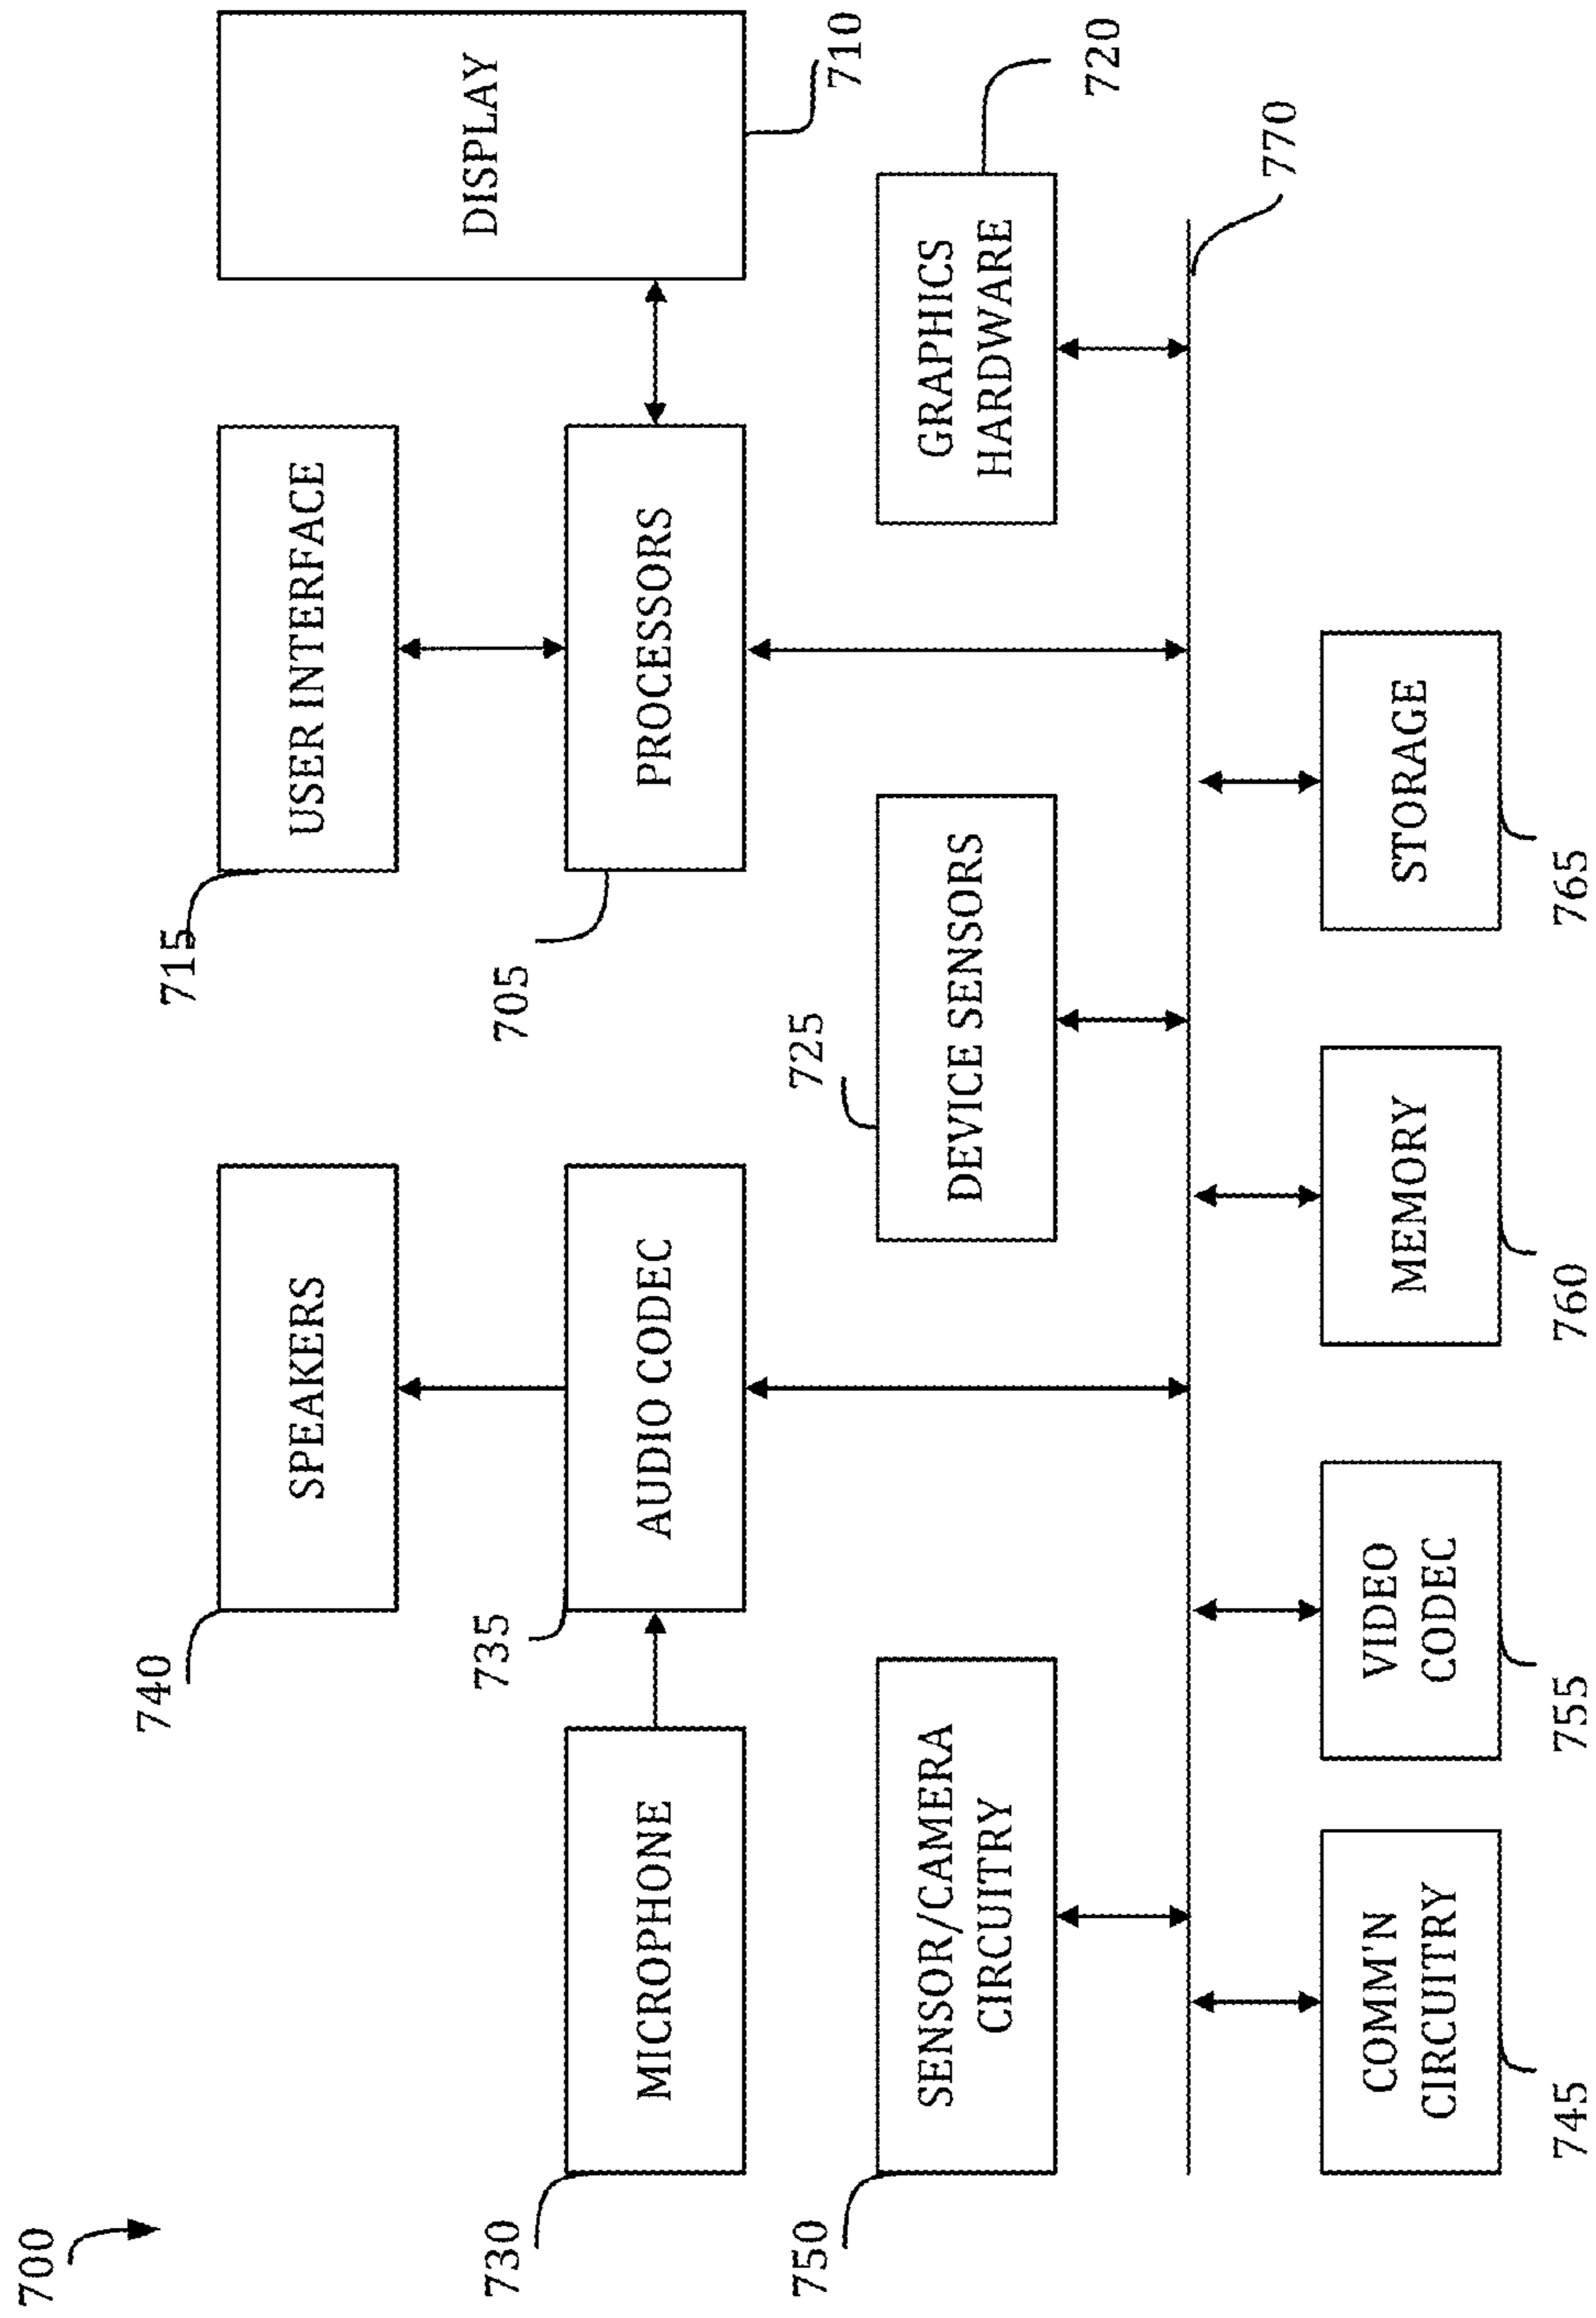 700
740
SPEAKERS
715
USER INTERFACE
DISPLAY
710
730
MICROPHONE
735
AUDIO CODEC
705
PROCESSORS
750
SENSOR/CAMERA
CIRCUITRY
725
DEVICE SENSORS
GRAPHICS
HARDWARE
720
770
COMM'N
CIRCUITRY
745
VIDEO
CODEC
755
MEMORY
760
STORAGE
765